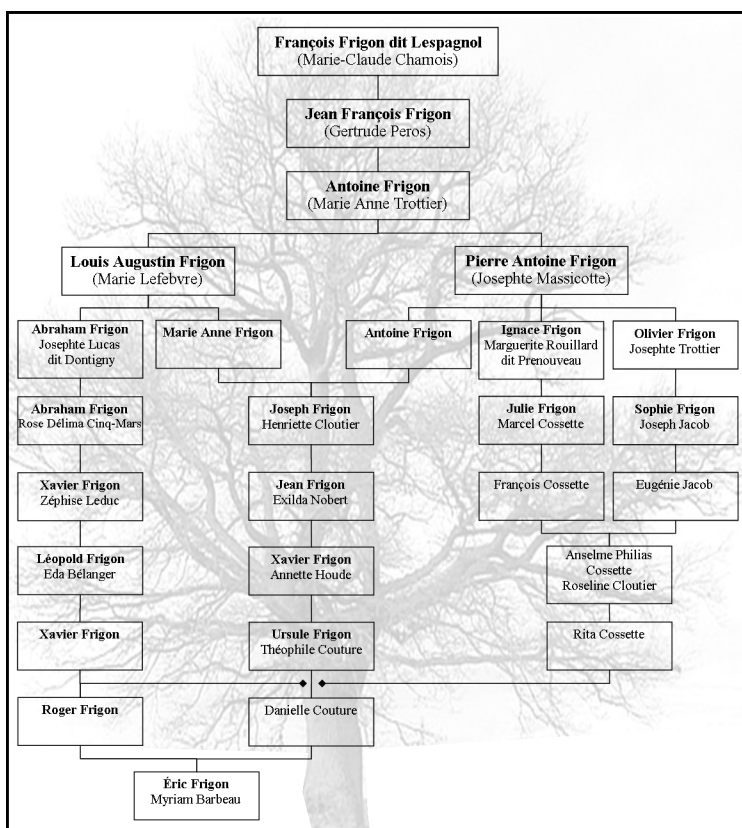 François Frigon dit Lespagnol
(Marie-Claude Chamois)
Jean François Frigon
(Gertrude Peros)
Antoine Frigon
(Marie Anne Trottier)
Louis Augustin Frigon
(Marie Lefebvre)
Pierre Antoine Frigon
(Josephte Massicotte)
Abraham Frigon
Josephte Lucas
dit Dontigny
Marie Anne Frigon
Antoine Frigon
Ignace Frigon
Marguerite Rouillard
dit Prenouveau
Olivier Frigon
Josephte Trottier
Abraham Frigon
Rose Délima Cinq-Mars
Joseph Frigon
Henriette Cloutier
Julie Frigon
Marcel Cossette
Sophie Frigon
Joseph Jacob
Xavier Frigon
Zéphise Leduc
Jean Frigon
Exilda Nobert
François Cossette
Eugénie Jacob
Léopold Frigon
Eda Bélanger
Xavier Frigon
Annette Houde
Anselme Philias
Cossette
Roseline Cloutier
Xavier Frigon
Ursule Frigon
Théophile Couture
Rita Cossette
Roger Frigon
Danielle Couture
Éric Frigon
Myriam Barbeau